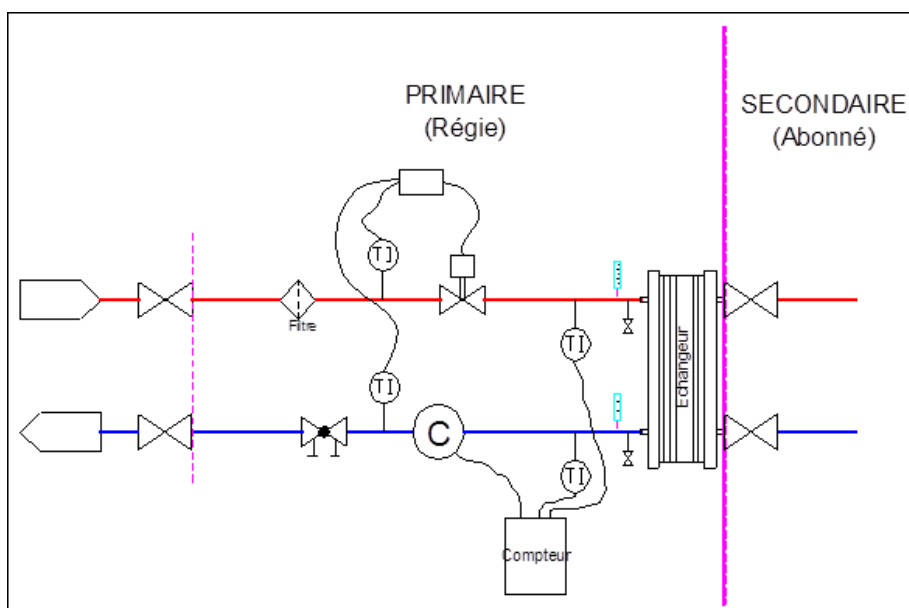 PRIMAIRE
(Régie)
SECONDAIRE
(Abonné)
TI
Filtre
TI
TI
Echangeur
C
TI
Compteur